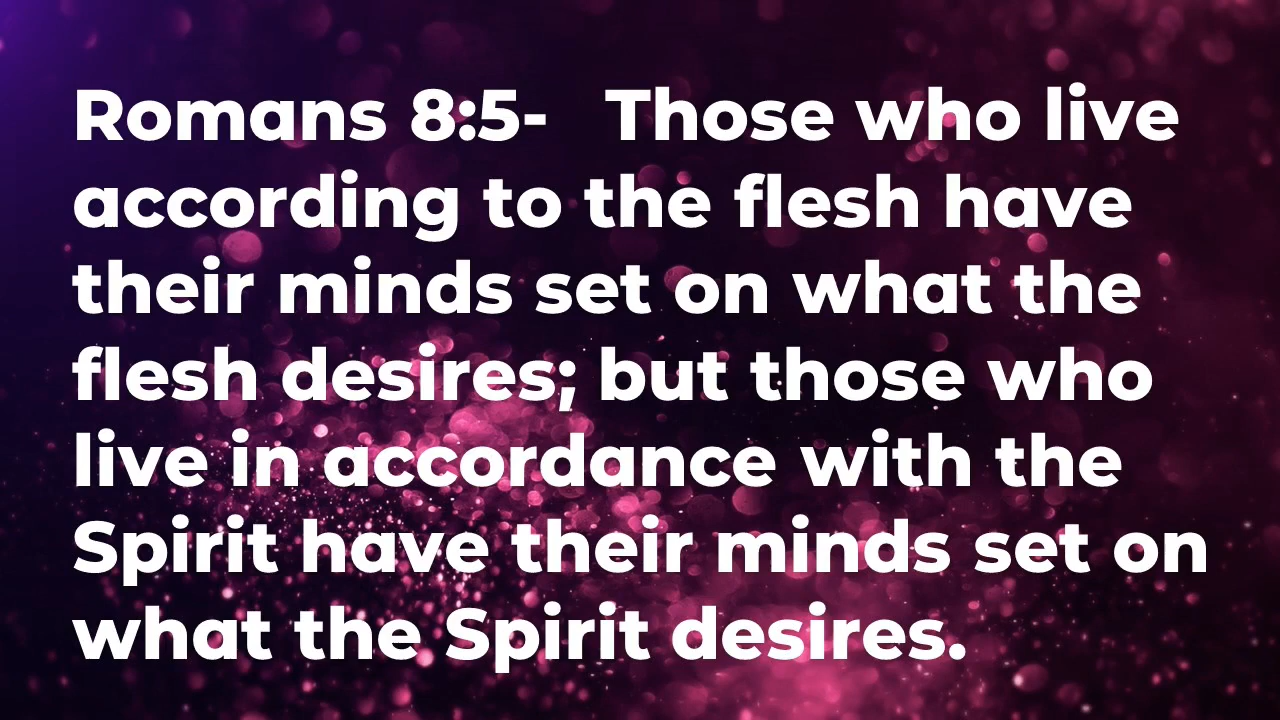 Romans 8:5-   Those who live
according to the flesh have
their minds set on what the
flesh desires; but those who
live in accordance with the
Spirit have their minds set on
what the Spirit desires.